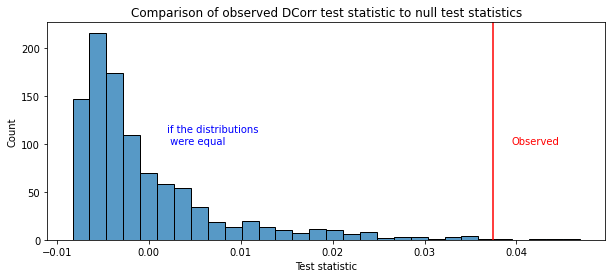 Comparison of observed DCorr test statistic to null test statistics
200
150
100
50
0
Count
if the distributions
were equal
Observed
−0.01
0.00
0.01
0.02
0.03
0.04
Test statistic